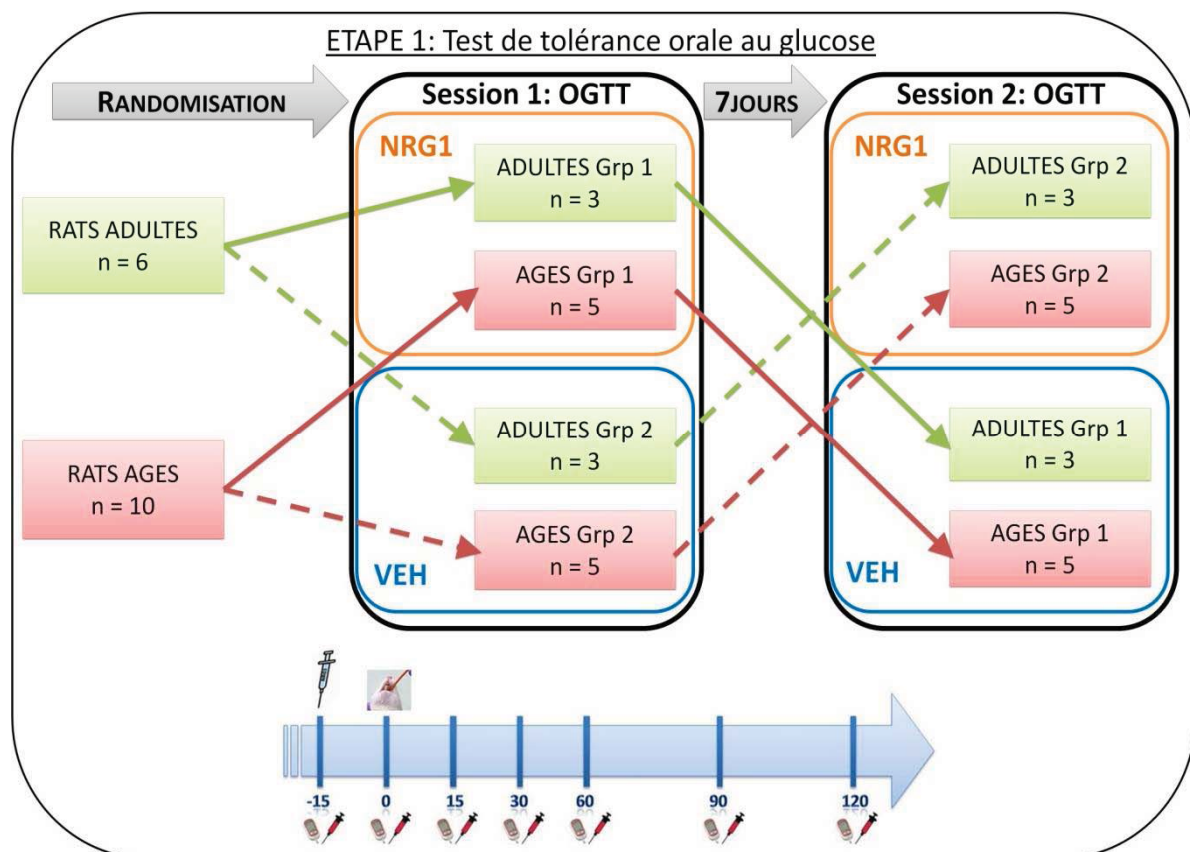 ETAPE 1: Test de tolérance orale au glucose
RANDOMISATION
Session 1: OGTT
7JOURS
Session 2: OGTT
NRG1
ADULTES Grp 1
n = 3
AGES Grp 1
n = 5
NRG1
ADULTES Grp 2
n = 3
AGES Grp 2
n = 5
RATS ADULTES
n = 6
RATS AGES
n = 10
ADULTES Grp 2
n = 3
AGES Grp 2
n = 5
VEH
ADULTES Grp 1
n = 3
AGES Grp 1
n = 5
VEH
-15 0 15 30 60 90 120